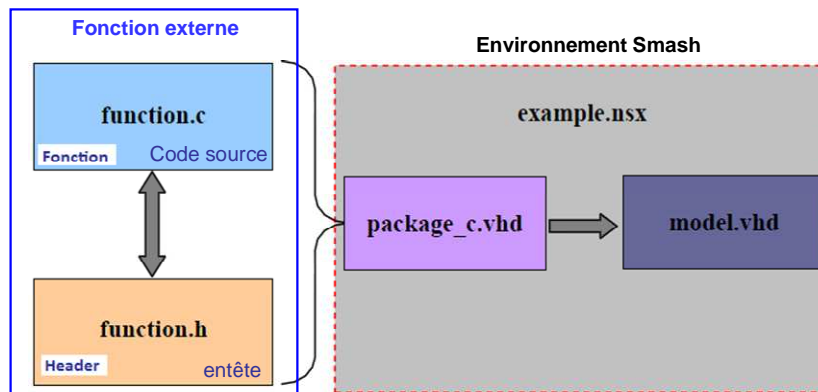 Fonction externe
function.c
Fonction
Code source
function.h
Header
entête
Environnement Smash
example.nsx
package_c.vhd
model.vhd